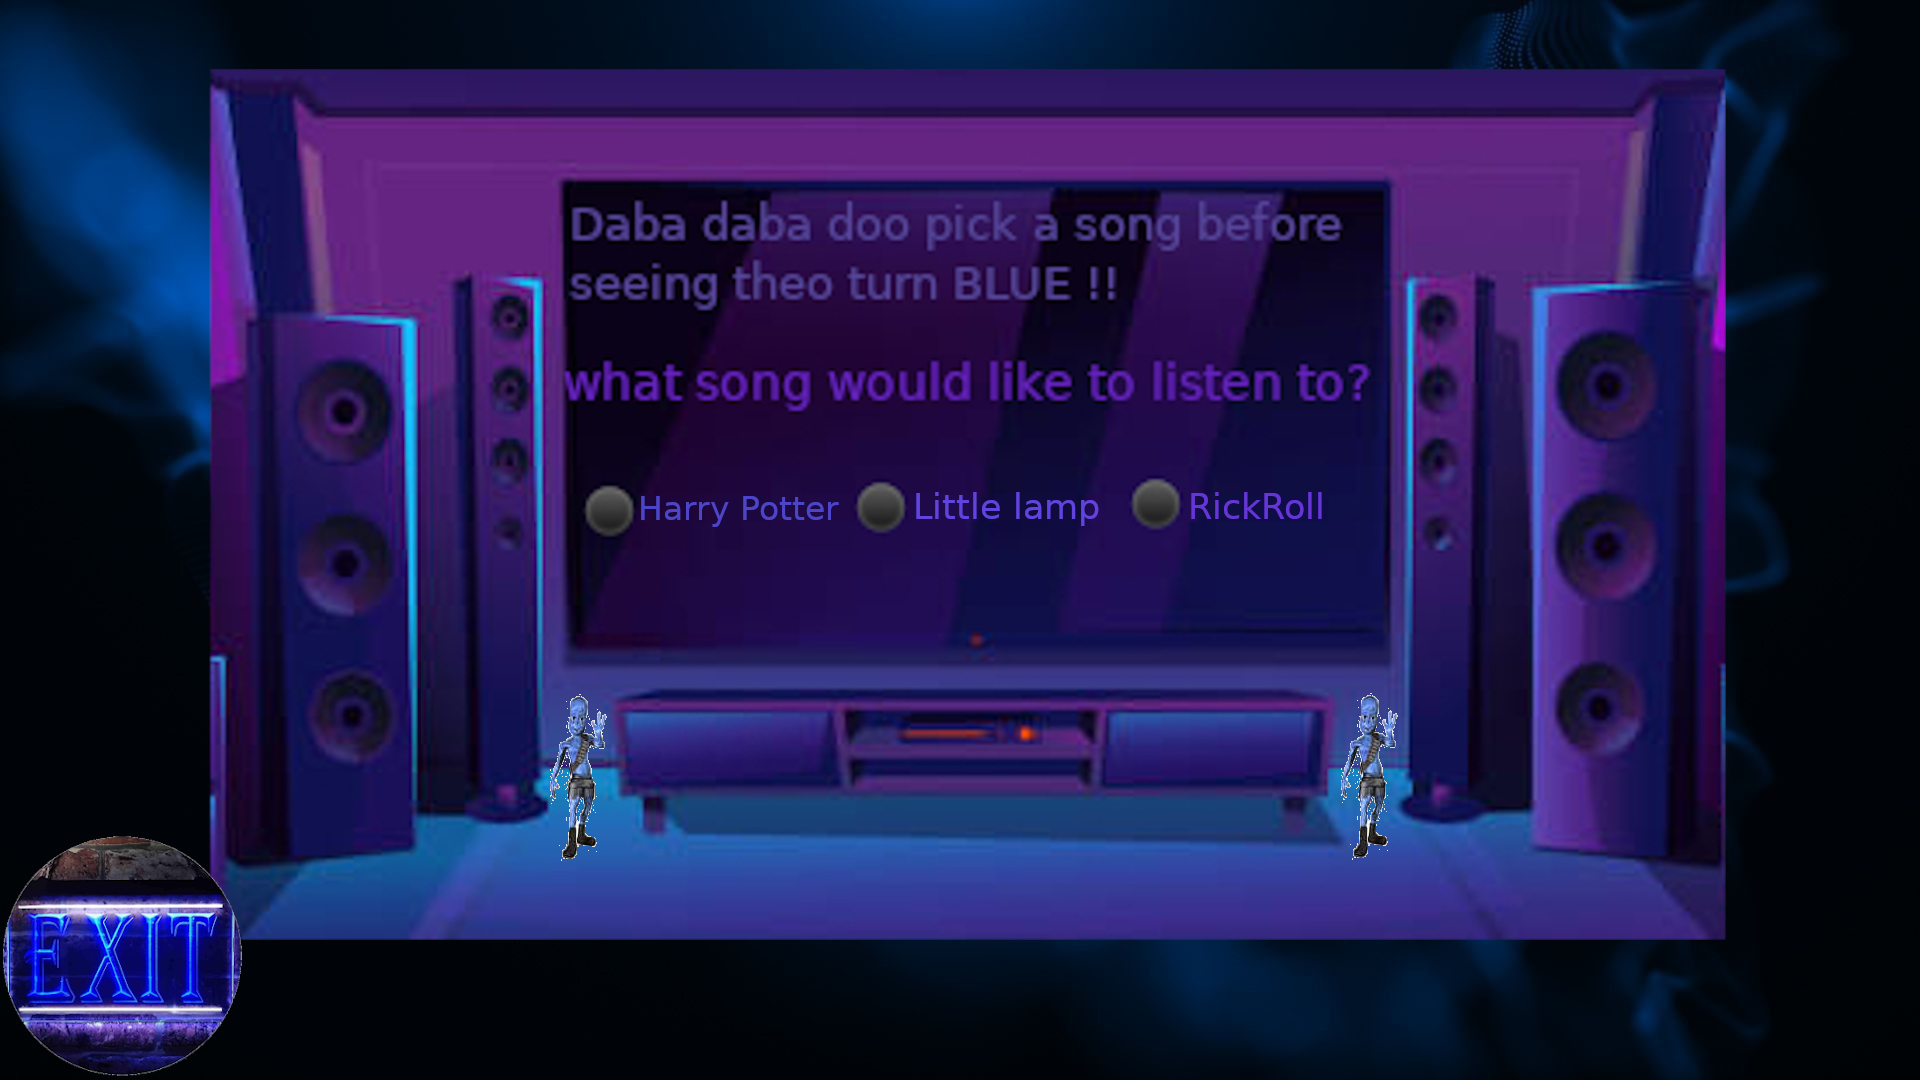 Daba daba doo pick a song before
seeing theo turn BLUE !!
what song would like to listen to?
Harry Potter
Little lamp
RickRoll
EXIT